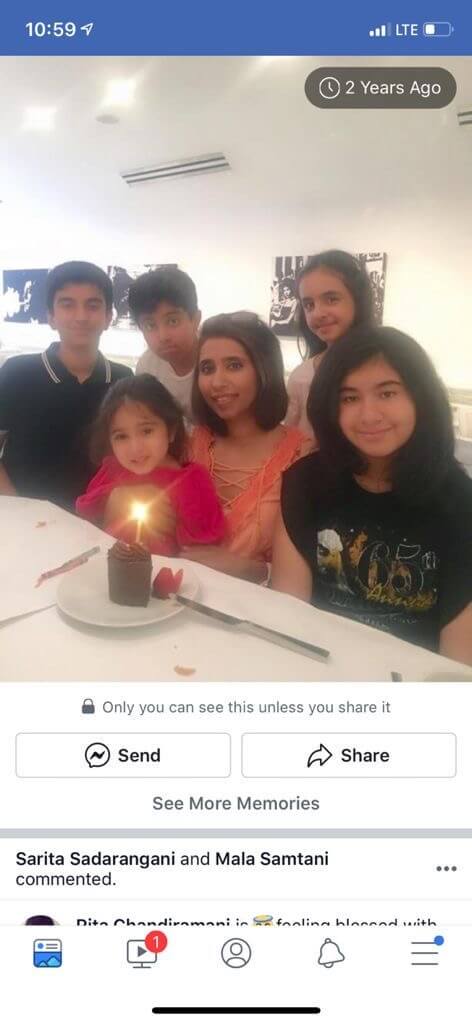 10:59
LTE
2 Years Ago
65th
Only you can see this unless you share it
Send
Share
See More Memories
Sarita Sadarangani and Mala Samtani
commented.
Rita Chandiramani is 😇 feeling blessed with
1